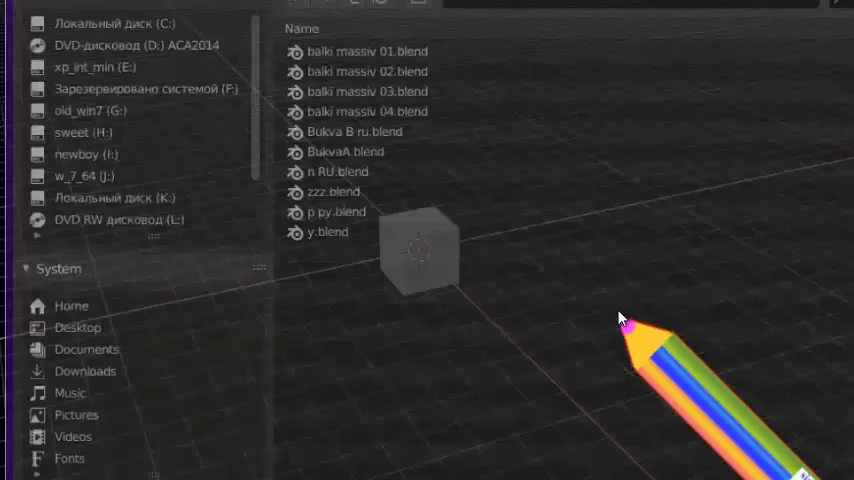 Локальный диск (C:)
DVD-дисковод (D:) ACA2014
xp_int_min (E:)
Зарезервировано системой (F:)
old_win7 (G:)
sweet (H:)
newboy (I:)
w_7_64 (J:)
Локальный диск (K:)
DVD RW дисковод (L:)
System
Home
Desktop
Documents
Downloads
Music
Pictures
Videos
Fonts
Name
balki massiv 01.blend
balki massiv 02.blend
balki massiv 03.blend
balki massiv 04.blend
Bukva B ru.blend
BukvaA.blend
n RU.blend
zzz.blend
p py.blend
y.blend